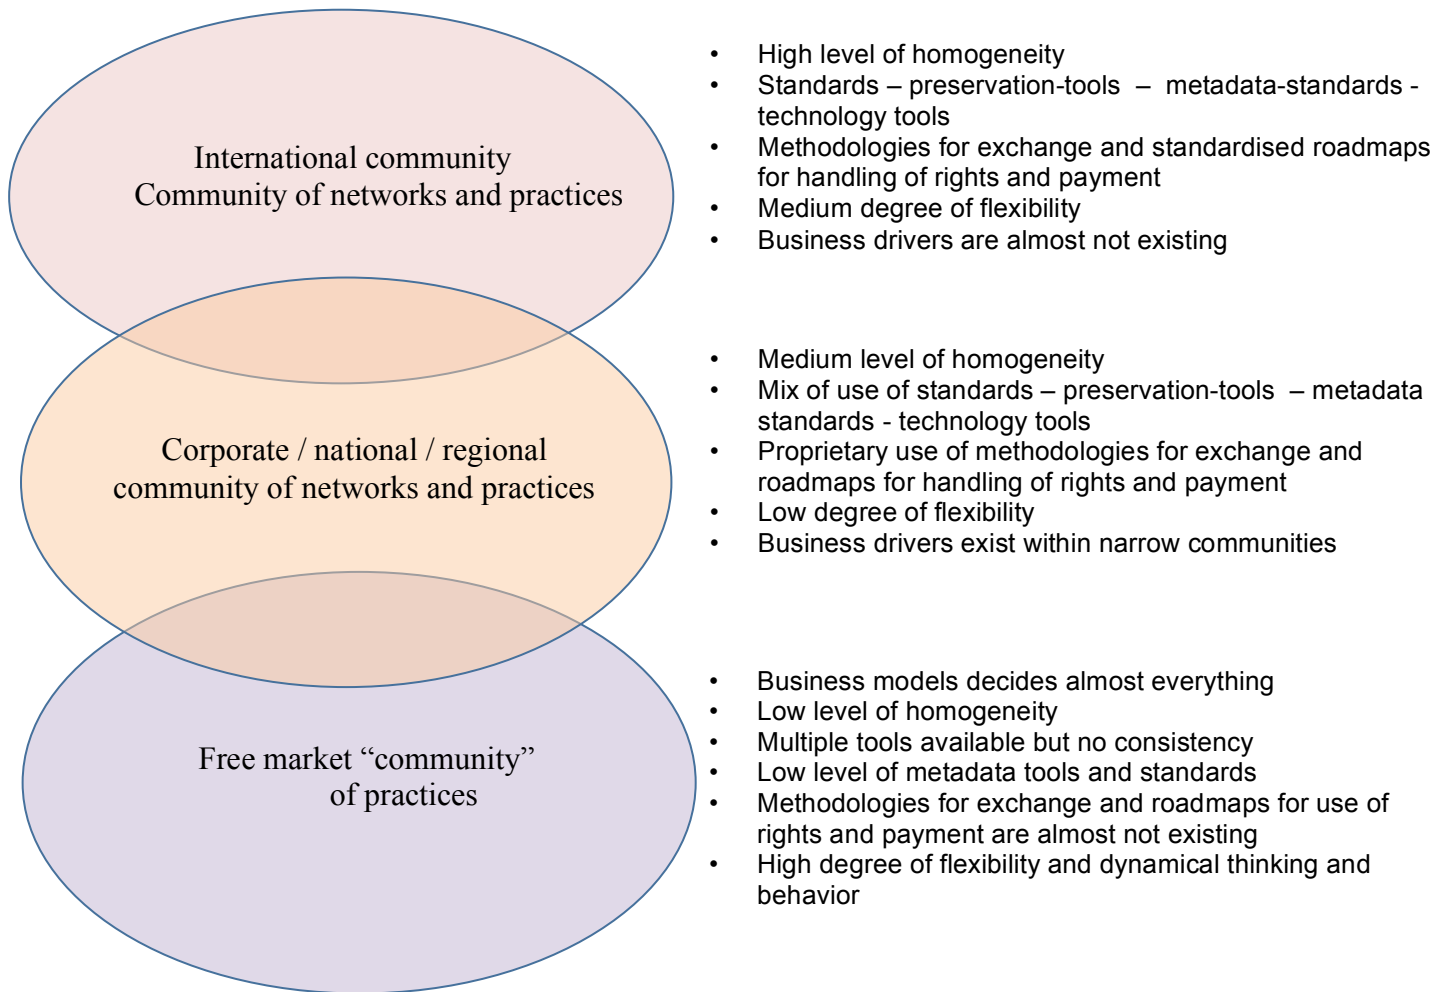 International community
Community of networks and practices
• High level of homogeneity
• Standards – preservation-tools – metadata-standards -
technology tools
• Methodologies for exchange and standardised roadmaps
for handling of rights and payment
• Medium degree of flexibility
• Business drivers are almost not existing
Corporate / national / regional
community of networks and practices
• Medium level of homogeneity
• Mix of use of standards – preservation-tools – metadata
standards - technology tools
• Proprietary use of methodologies for exchange and
roadmaps for handling of rights and payment
• Low degree of flexibility
• Business drivers exist within narrow communities
Free market “community”
of practices
• Business models decides almost everything
• Low level of homogeneity
• Multiple tools available but no consistency
• Low level of metadata tools and standards
• Methodologies for exchange and roadmaps for use of
rights and payment are almost not existing
• High degree of flexibility and dynamical thinking and
behavior